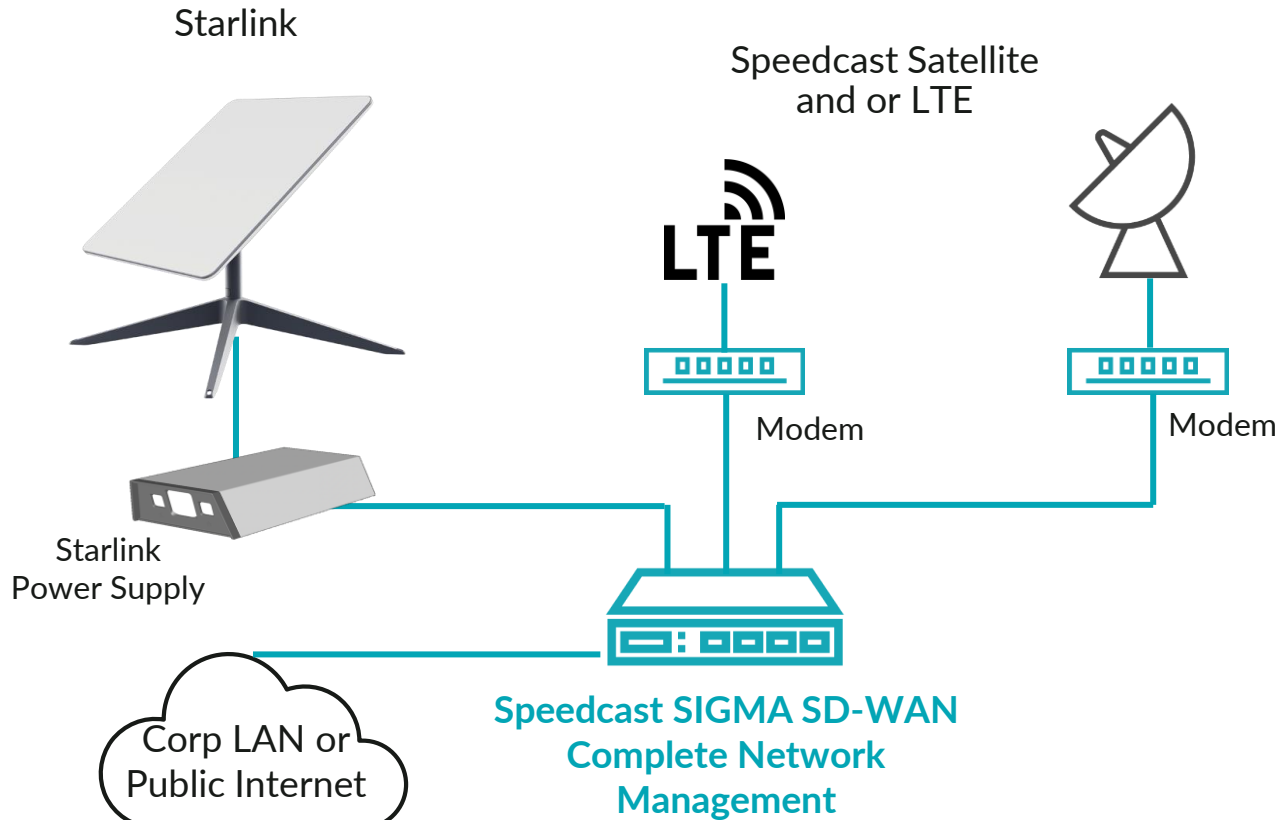 Starlink
Speedcast Satellite
and or LTE
LTE
Modem
Modem
Starlink
Power Supply
Speedcast SIGMA SD-WAN
Complete Network
Management
Corp LAN or
Public Internet